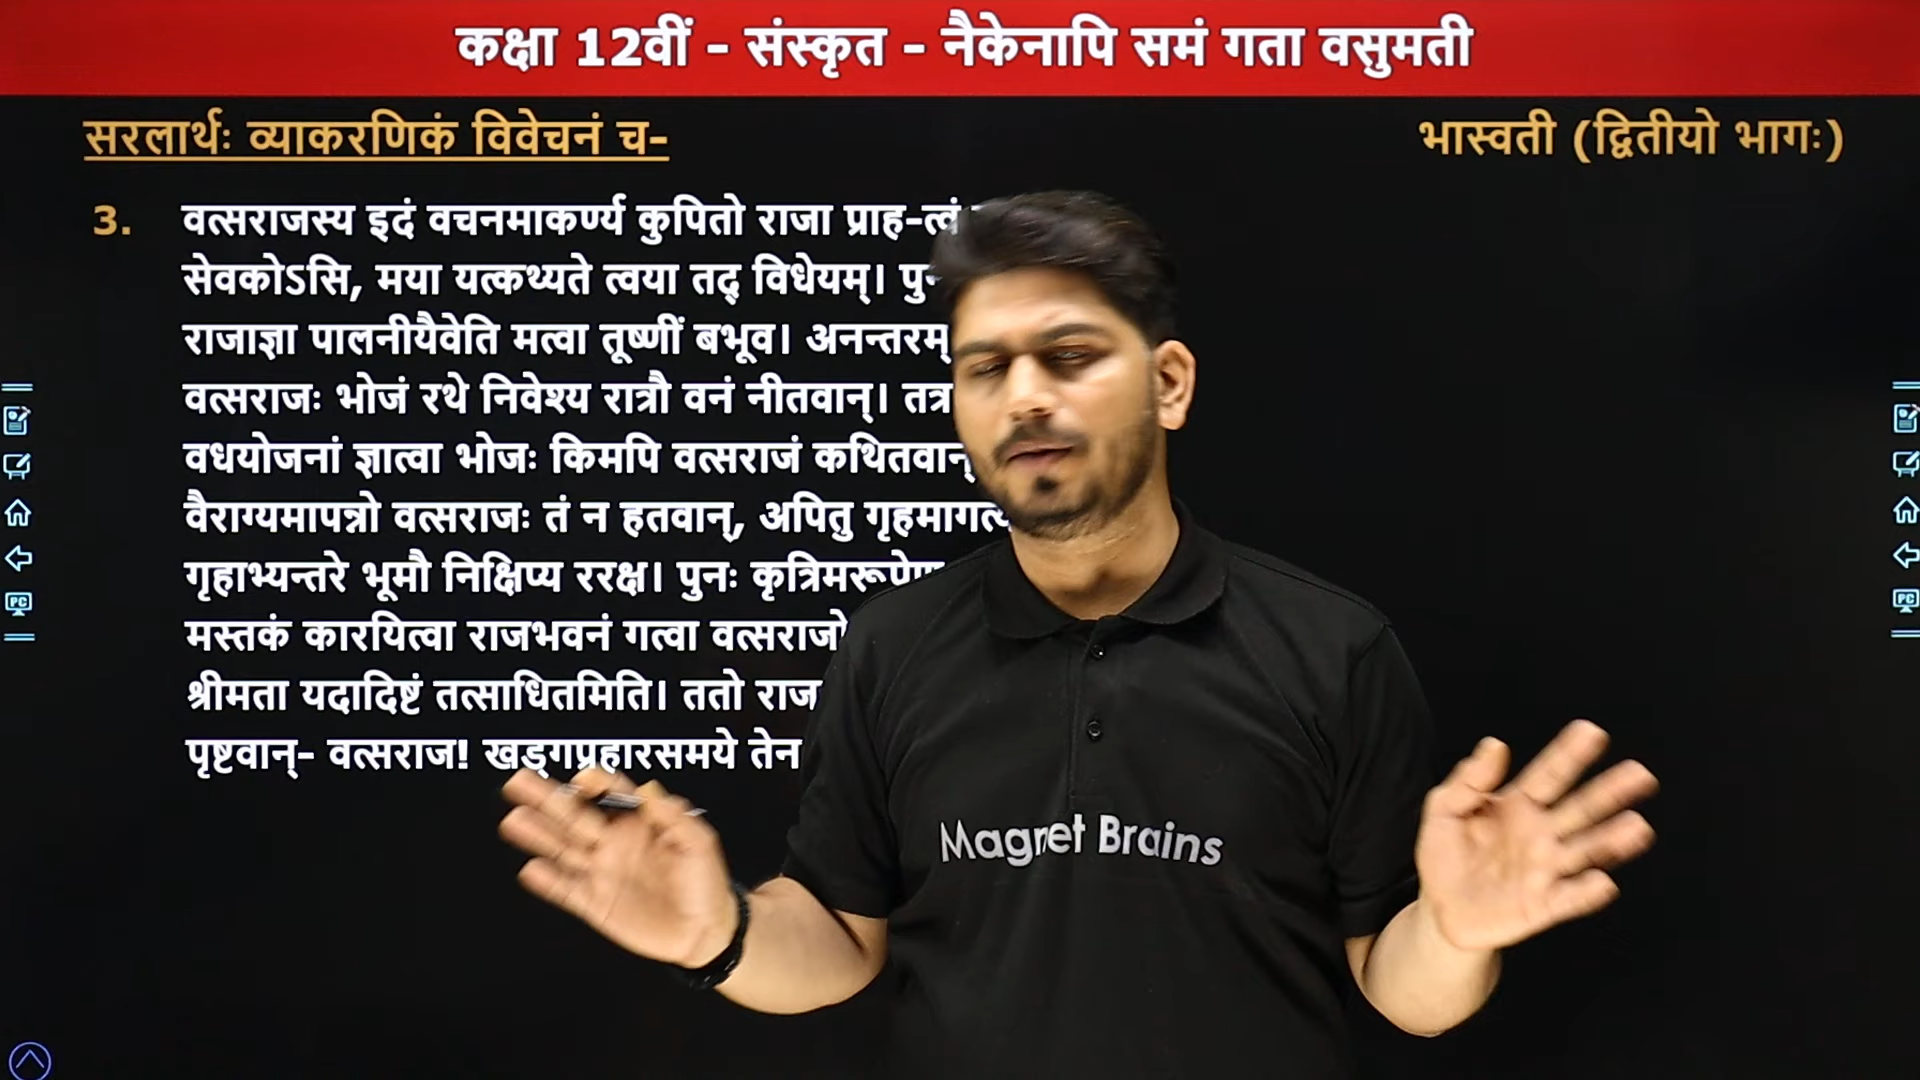 कक्षा 12वीं - संस्कृत - नैकेनापि समं गता वसुमती
सरलार्थः व्याकरणिकं विवेचनं च-
भास्वती (द्वितीयो भागः)
3. वत्सराजस्य इदं वचनमाकर्ण्य कुपितो राजा प्राह-त्वं
सेवकोऽसि, मया यत्कथ्यते त्वया तद् विधेयम्।
राजाज्ञा पालनीयैवेति मत्वा तूष्णीं बभूव। अनन्तरम्
वत्सराजः भोजं रथे निवेश्य रात्रौ वनं नीतवान्। तत्र
वधयोजनां ज्ञात्वा भोजः किमपि वत्सराजं कथितवान्
वैराग्यमापन्नो वत्सराजः तं न हतवान्, अपितु गृहमागत्य
गृहाभ्यन्तरे भूमौ निक्षिप्य ररक्ष। पुनः कृत्रिमरूपेण
मस्तकं कारयित्वा राजभवनं गत्वा वत्सराजो
श्रीमता यदादिष्टं तत्साधितमिति। ततो
पृष्टवान्- वत्सराज! खड्गप्रहारसमये तेन
Magnet Brains
PC
PC